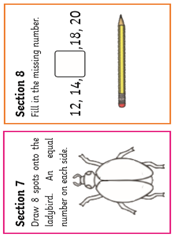 Section 7
Draw 8 spots onto the
ladybird. An equal
number on each side.
Section 8
Fill in the missing number.
12, 14, ,18, 20